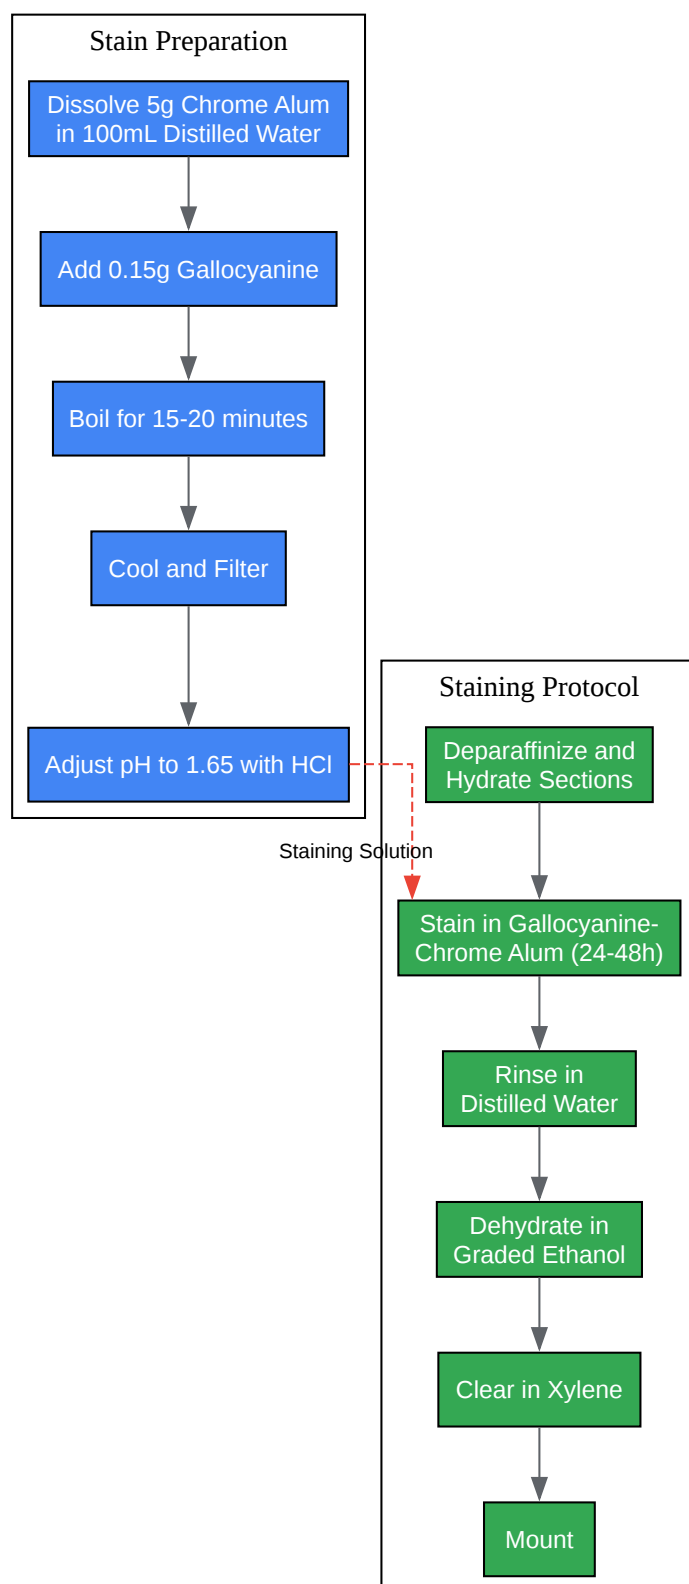 Stain Preparation
Dissolve 5g Chrome Alum
in 100mL Distilled Water
Add 0.15g Gallocyanine
Boil for 15-20 minutes
Cool and Filter
Adjust pH to 1.65 with HCl
Staining Solution
Staining Protocol
Deparaffinize and
Hydrate Sections
Stain in Gallocyanine-
Chrome Alum (24-48h)
Rinse in
Distilled Water
Dehydrate in
Graded Ethanol
Clear in Xylene
Mount